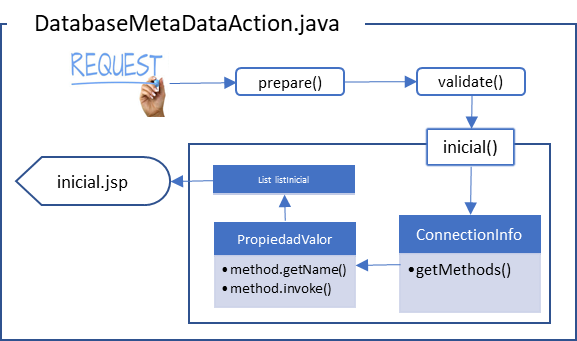 DatabaseMetaDataAction.java
REQUEST
prepare()
validate()
inicial()
inicial.jsp
List listInicial
PropiedadValor
•method.getName()
•method.invoke()
ConnectionInfo
•getMethods()